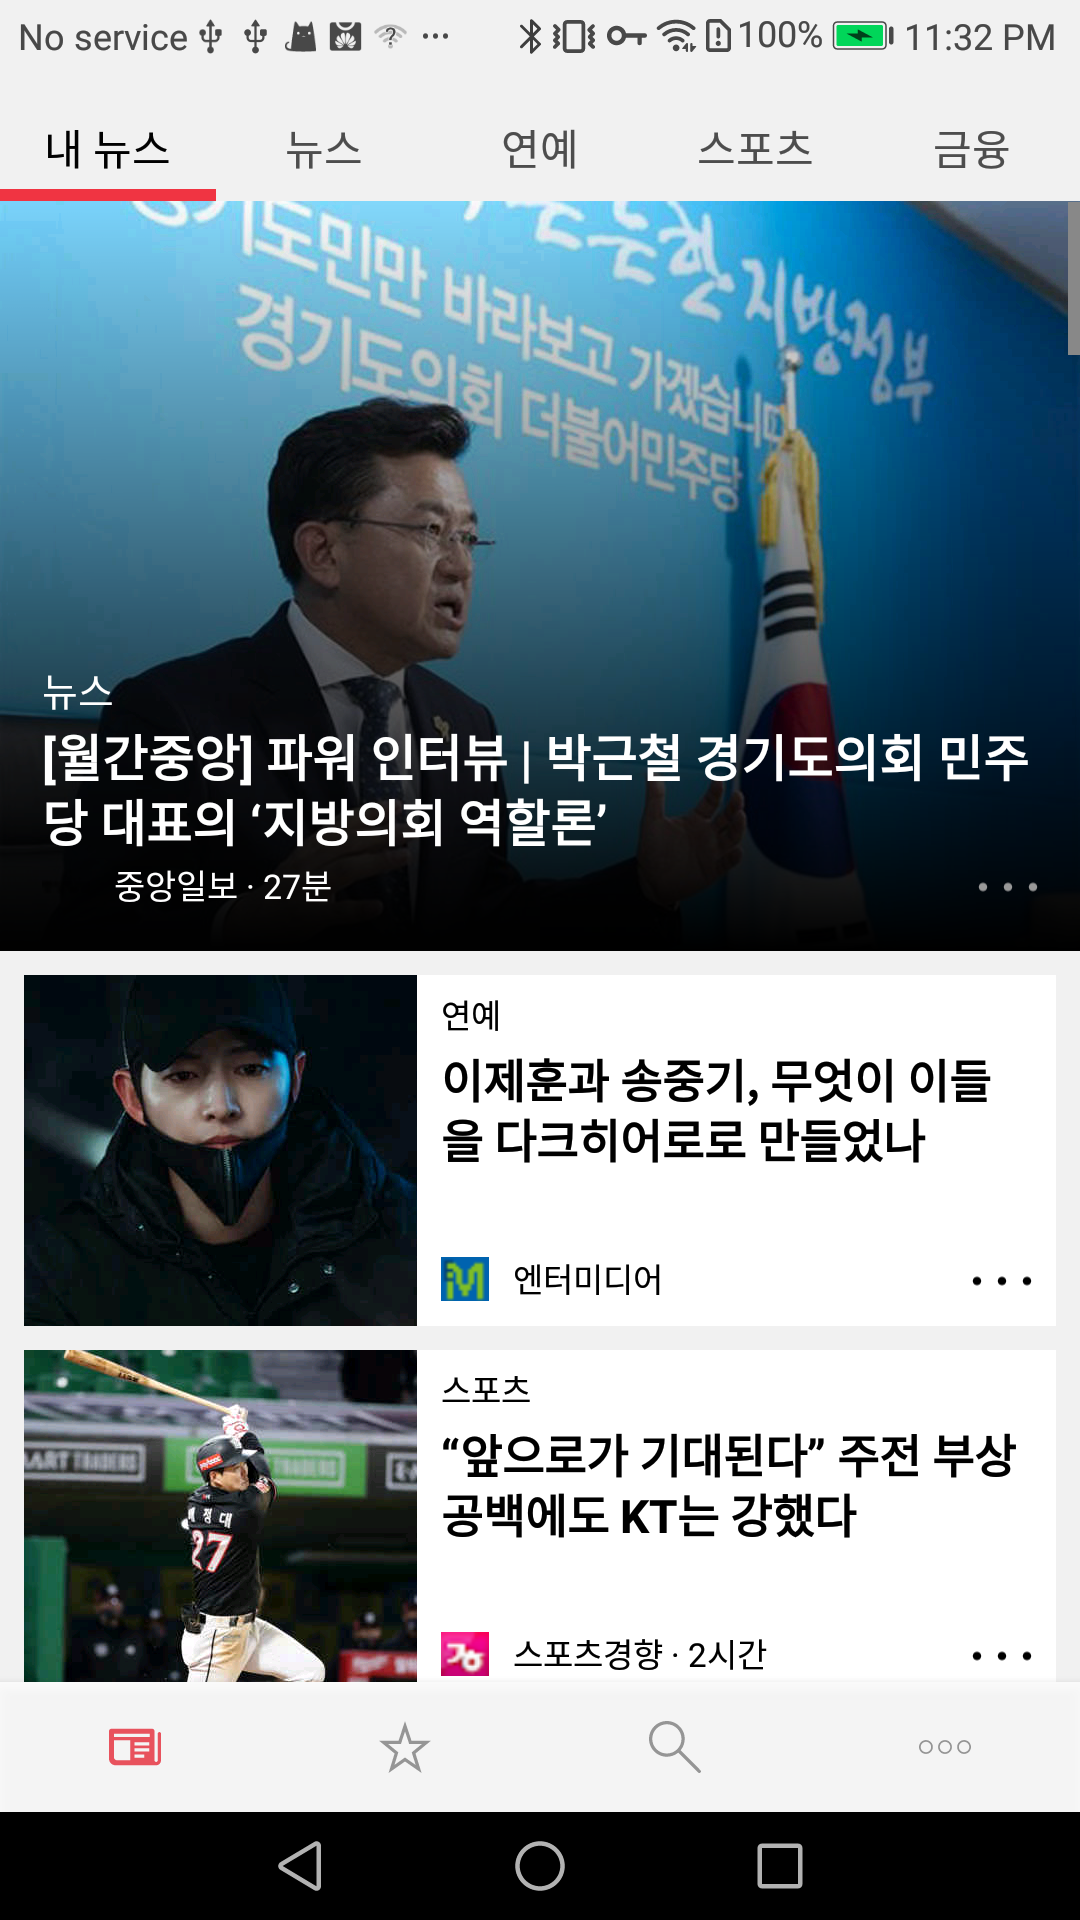 No service ... 100% 11:32 PM
내 뉴스 뉴스 연예 스포츠 금융
경기도민만 바라보고 가겠습니다
경기도의회 더불어민주당
지방정부
뉴스
[월간중앙] 파워 인터뷰 | 박근철 경기도의회 민주
당 대표의 ‘지방의회 역할론’
중앙일보 · 27분
연예
이제훈과 송중기, 무엇이 이들
을 다크히어로로 만들었나
엔터미디어
스포츠
“앞으로가 기대된다” 주전 부상
공백에도 KT는 강했다
27
스포츠경향 · 2시간